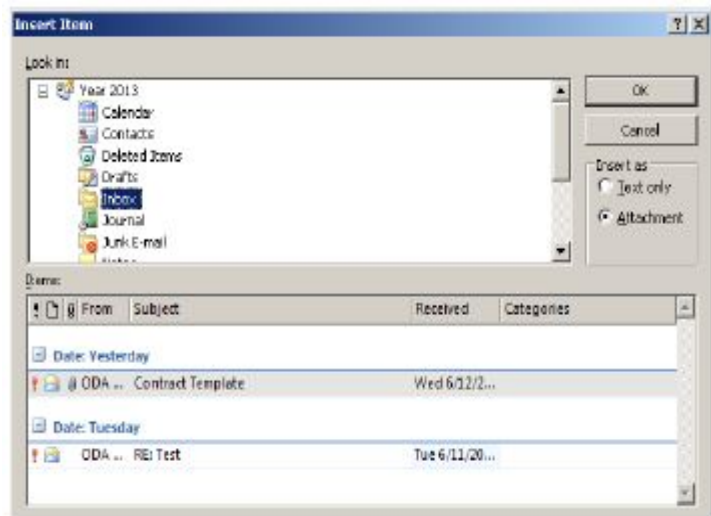 Insert Item
Look in:
Year 2013
Calendar
Contacts
Deleted Items
Drafts
Inbox
Journal
Junk E-mail
OK
Cancel
Insert as
Text only
Attachment
Items:
From Subject Received Categories
Date: Yesterday
ODA ... Contract Template Wed 6/12/2...
Date: Tuesday
ODA ... RE: Test Tue 6/11/20...